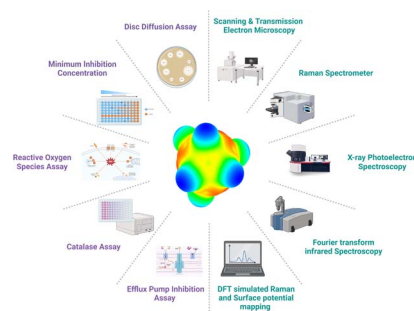 Disc Diffusion Assay
Scanning & Transmission
Electron Microscopy
Minimum Inhibition
Concentration
Raman Spectrometer
Reactive Oxygen
Species Assay
X-ray Photoelectron
Spectroscopy
Catalase Assay
Fourier transform
infrared Spectroscopy
Efflux Pump Inhibition
Assay
DFT simulated Raman
and Surface potential
mapping